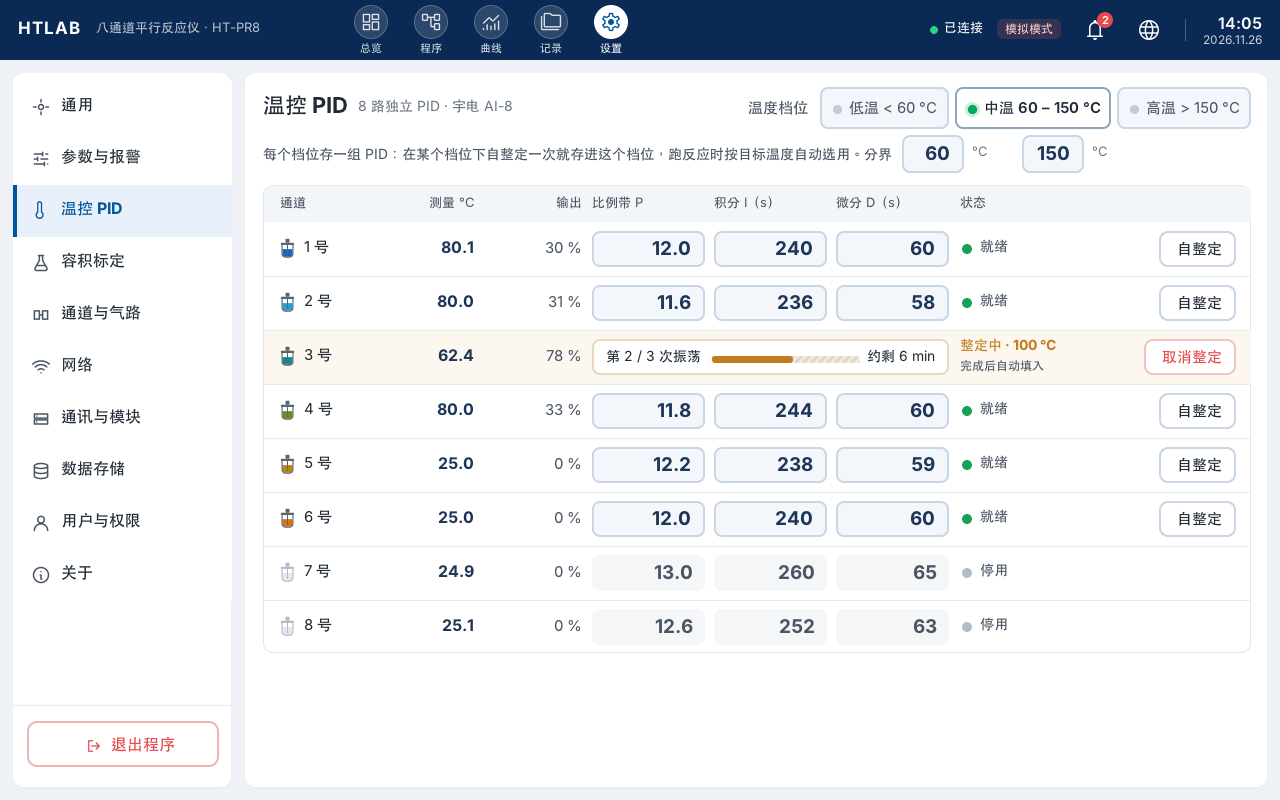 HTLAB 八通道平行反应仪 · HT-PR8
总览 程序 曲线 记录 设置
已连接 模拟模式 2 14:05
2026.11.26
通用
参数与报警
温控 PID
容积标定
通道与气路
网络
通讯与模块
数据存储
用户与权限
关于
退出程序
温控 PID 8 路独立 PID · 宇电 AI-8 温度档位 低温 < 60 °C 中温 60 – 150 °C 高温 > 150 °C
每个档位存一组 PID：在某个档位下自整定一次就存进这个档位，跑反应时按目标温度自动选用。分界 60 °C 150 °C
通道 测量 °C 输出 比例带 P 积分 I（s） 微分 D（s） 状态
1 号 80.1 30 % 12.0 240 60 就绪 自整定
2 号 80.0 31 % 11.6 236 58 就绪 自整定
3 号 62.4 78 % 第 2 / 3 次振荡 约剩 6 min 整定中 · 100 °C 取消整定
完成后自动填入
4 号 80.0 33 % 11.8 244 60 就绪 自整定
5 号 25.0 0 % 12.2 238 59 就绪 自整定
6 号 25.0 0 % 12.0 240 60 就绪 自整定
7 号 24.9 0 % 13.0 260 65 停用
8 号 25.1 0 % 12.6 252 63 停用